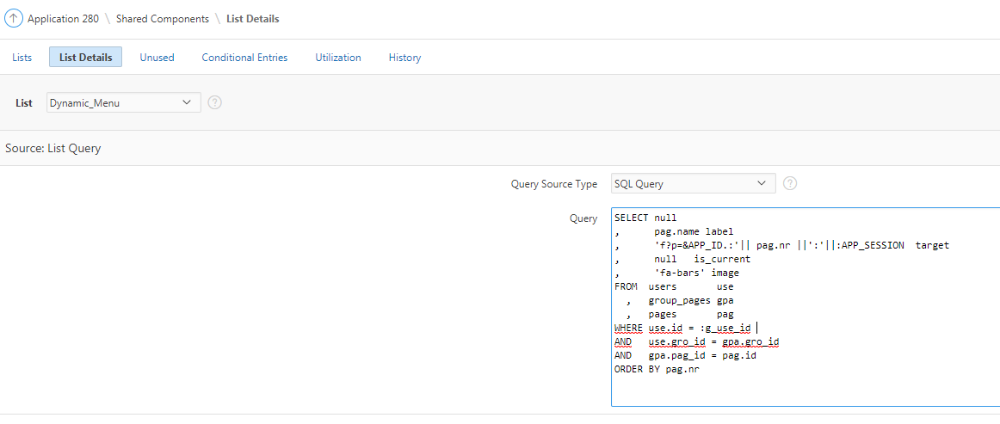 Application 280 \ Shared Components \ List Details
Lists List Details Unused Conditional Entries Utilization History
List Dynamic_Menu ?
Source: List Query
Query Source Type SQL Query ?
Query
SELECT null
,      pag.name label
,      'f?p=&APP_ID.:'|| pag.nr ||':'||:APP_SESSION  target
,      null   is_current
,      'fa-bars' image
FROM  users       use
  ,   group_pages gpa
  ,   pages       pag
WHERE use.id = :g_use_id
AND   use.gro_id = gpa.gro_id
AND   gpa.pag_id = pag.id
ORDER BY pag.nr